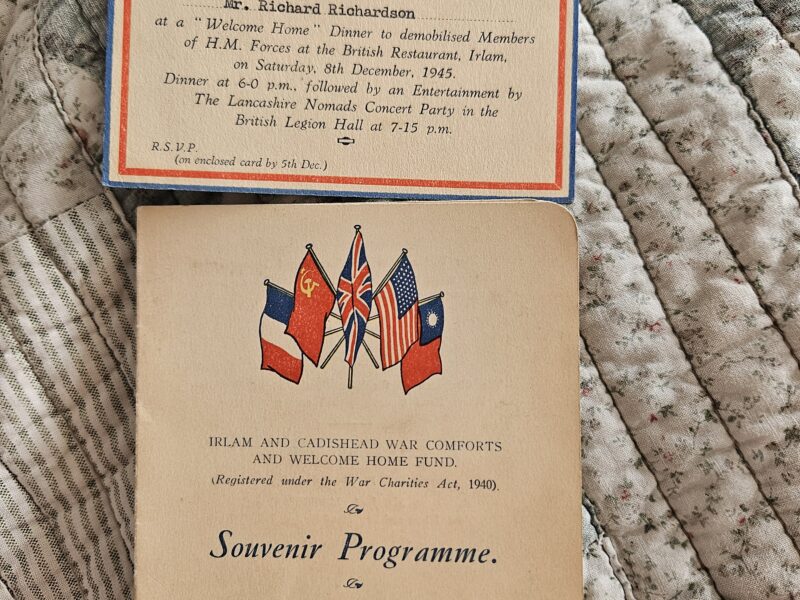 Mr. Richard Richardson
at a "Welcome Home" Dinner to demobilised Members
of H.M. Forces at the British Restaurant, Irlam,
on Saturday, 8th December, 1945.
Dinner at 6-0 p.m., followed by an Entertainment by
The Lancashire Nomads Concert Party in the
British Legion Hall at 7-15 p.m.
R.S.V.P.
(on enclosed card by 5th Dec.)
IRLAM AND CADISHEAD WAR COMFORTS
AND WELCOME HOME FUND.
(Registered under the War Charities Act, 1940).
Souvenir Programme.